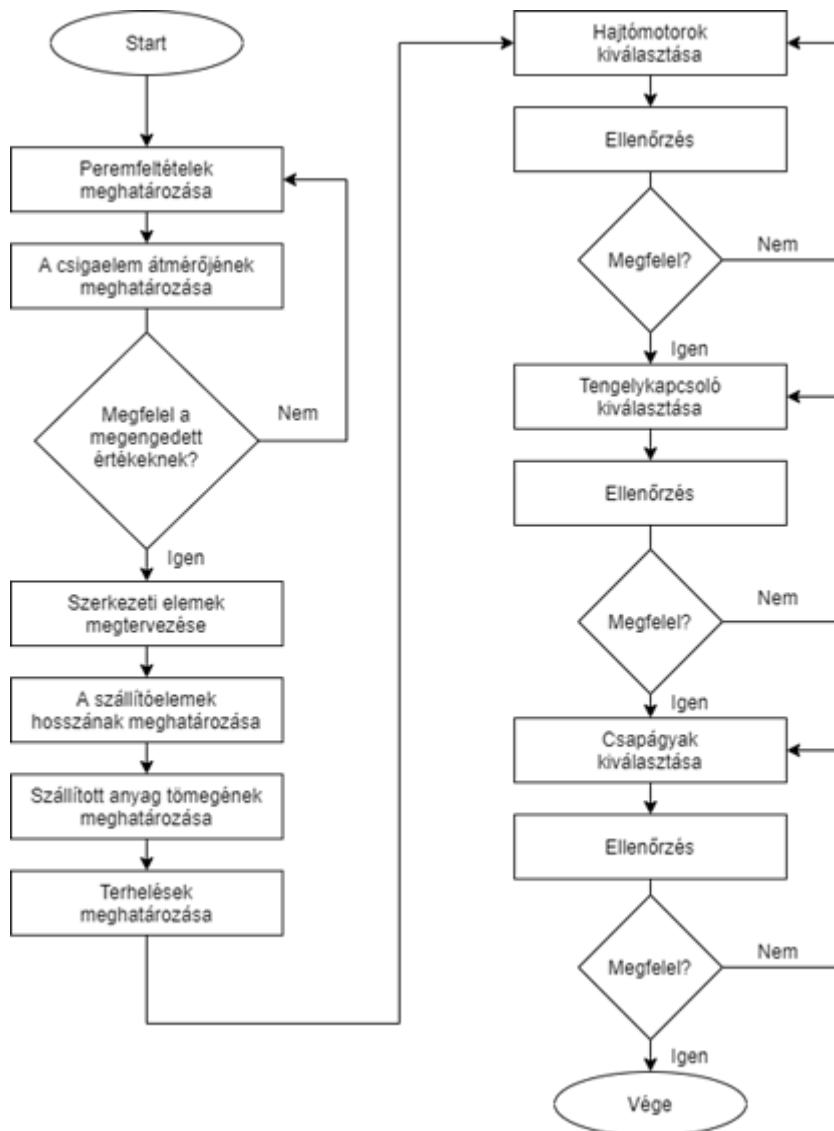 Start
Peremfeltételek
meghatározása
A csigaelem átmérőjének
meghatározása
Megfelel a
megengedett
értékeknek?
Nem
Igen
Szerkezeti elemek
megtervezése
A szállítóelemek
hosszának meghatározása
Szállított anyag tömegének
meghatározása
Terhelések
meghatározása
Hajtómotorok
kiválasztása
Ellenőrzés
Megfelel?
Nem
Igen
Tengelykapcsoló
kiválasztása
Ellenőrzés
Megfelel?
Nem
Igen
Csapágyak
kiválasztása
Ellenőrzés
Megfelel?
Nem
Igen
Vége